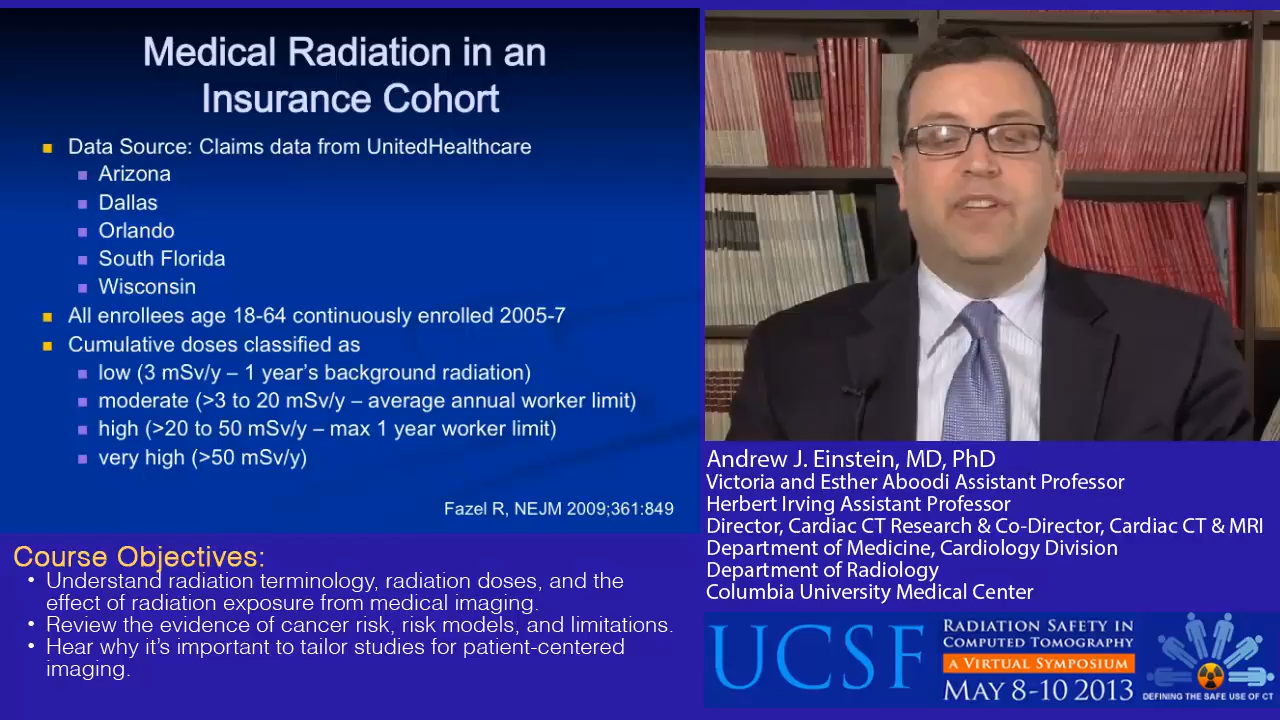 Medical Radiation in an
Insurance Cohort
Data Source: Claims data from UnitedHealthcare
Arizona
Dallas
Orlando
South Florida
Wisconsin
All enrollees age 18-64 continuously enrolled 2005-7
Cumulative doses classified as
low (3 mSv/y – 1 year's background radiation)
moderate (>3 to 20 mSv/y – average annual worker limit)
high (>20 to 50 mSv/y – max 1 year worker limit)
very high (>50 mSv/y)
Fazel R, NEJM 2009;361:849
Course Objectives:
• Understand radiation terminology, radiation doses, and the
effect of radiation exposure from medical imaging.
• Review the evidence of cancer risk, risk models, and limitations.
• Hear why it's important to tailor studies for patient-centered
imaging.
Andrew J. Einstein, MD, PhD
Victoria and Esther Aboodi Assistant Professor
Herbert Irving Assistant Professor
Director, Cardiac CT Research & Co-Director, Cardiac CT & MRI
Department of Medicine, Cardiology Division
Department of Radiology
Columbia University Medical Center
UCSF
Radiation Safety in
Computed Tomography
a Virtual Symposium
May 8-10 2013
Defining the Safe Use of CT